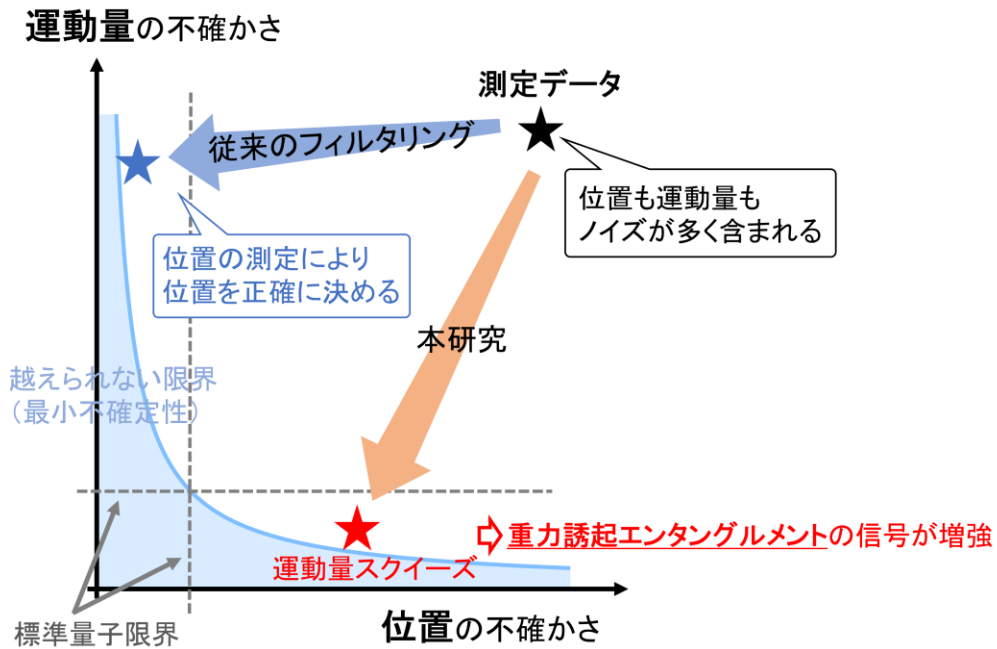 運動量の不確かさ
測定データ
従来のフィルタリング
位置も運動量も
ノイズが多く含まれる
位置の測定により
位置を正確に決める
本研究
越えられない限界
（最小不確定性）
重力誘起エンタングルメントの信号が増強
運動量スクイーズ
標準量子限界
位置の不確かさ